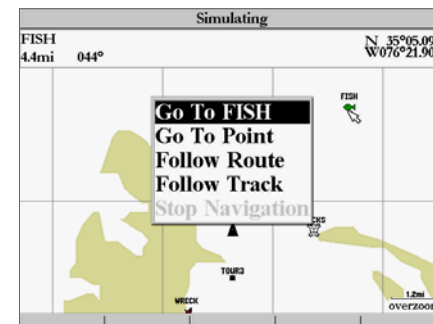 Simulating
FISH
4.4mi 044°
N 35°05.09
W076°21.90
FISH
Go To FISH
Go To Point
Follow Route
Follow Track
Stop Navigation
TOUR3
WRECK
1.2mi
overzoom